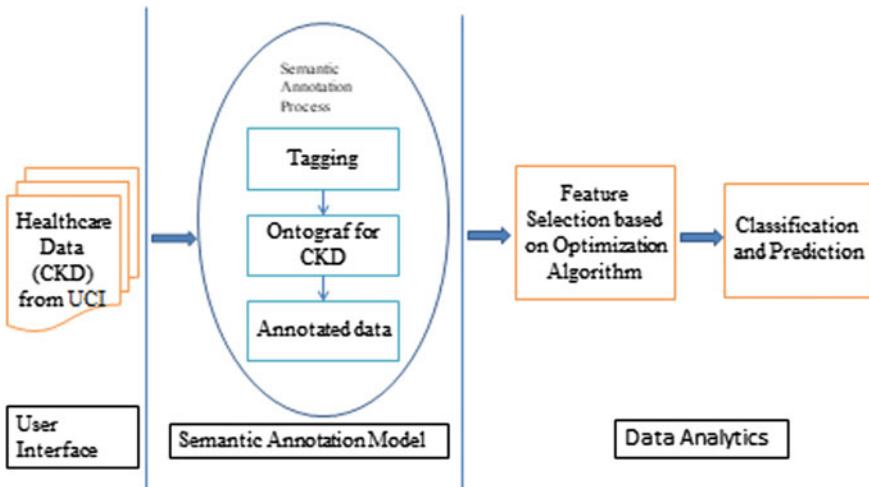 Healthcare
Data
(CKD)
from UCI
Semantic
Annotation
Process
Tagging
Ontograf for
CKD
Annotated data
Feature
Selection based
on Optimization
Algorithm
Classification
and Prediction
User
Interface
Semantic Annotation Model
Data Analytics